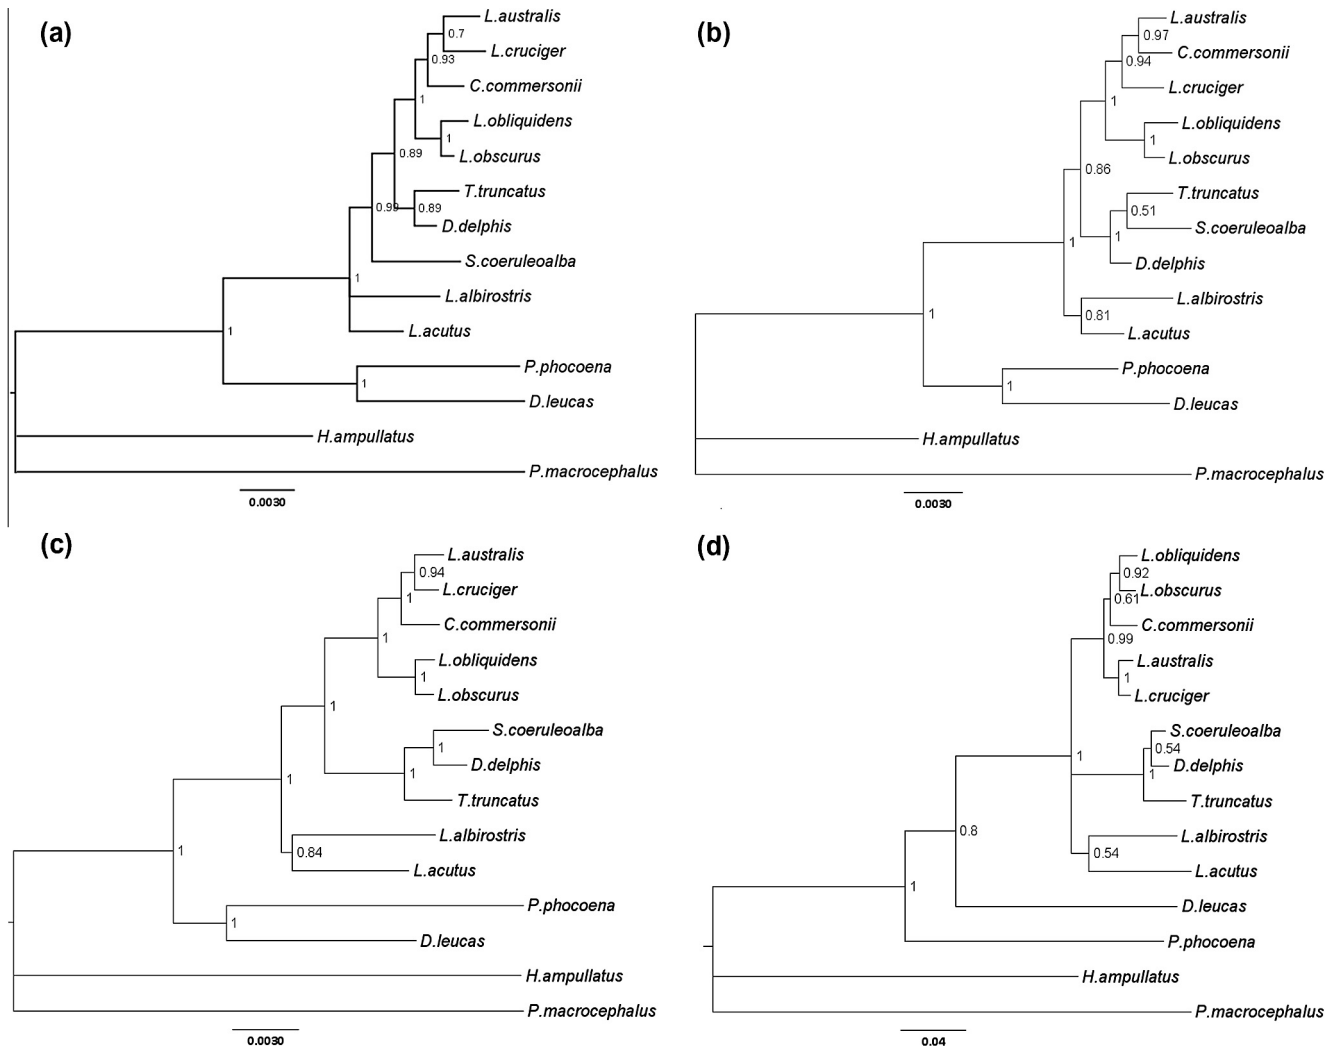 (a)
L.australis
0.7
L.cruciger
0.93
C.commersonii
1
L.obliquidens
1
L.obscurus
0.89
T.truncatus
0.99
0.89
D.delphis
S.coeruleoalba
1
L.albirostris
L.acutus
1
P.phocoena
1
D.leucas
H.ampullatus
P.macrocephalus
0.0030
(b)
L.australis
0.97
C.commersonii
0.94
L.cruciger
1
L.obliquidens
1
L.obscurus
0.86
T.truncatus
0.51
S.coeruleoalba
1
1
D.delphis
L.albirostris
0.81
1
L.acutus
P.phocoena
1
D.leucas
H.ampullatus
P.macrocephalus
0.0030
(c)
L.australis
0.94
L.cruciger
1
C.commersonii
1
L.obliquidens
1
L.obscurus
1
S.coeruleoalba
1
D.delphis
1
1
T.truncatus
L.albirostris
1
0.84
L.acutus
P.phocoena
1
D.leucas
H.ampullatus
P.macrocephalus
0.0030
(d)
L.obliquidens
0.92
L.obscurus
0.61
C.commersonii
0.99
L.australis
1
L.cruciger
S.coeruleoalba
0.54
1
D.delphis
1
T.truncatus
0.8
L.albirostris
0.54
L.acutus
1
D.leucas
P.phocoena
H.ampullatus
P.macrocephalus
0.04